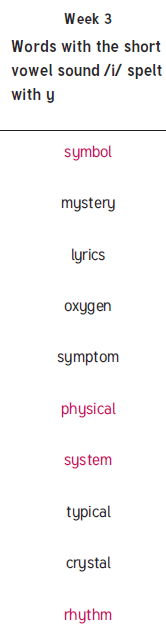 Week 3
Words with the short
vowel sound /i/ spelt
with y
symbol
mystery
lyrics
oxygen
symptom
physical
system
typical
crystal
rhythm